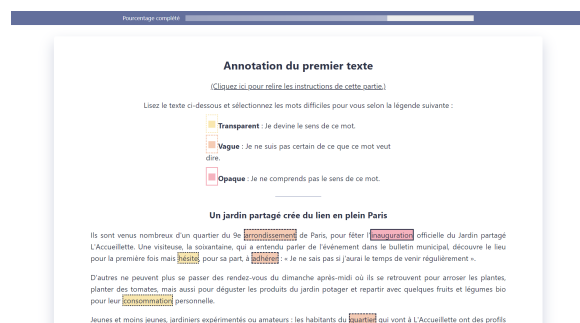 Pourcentage complété
Annotation du premier texte
(Cliquez ici pour relire les instructions de cette partie.)
Lisez le texte ci-dessous et sélectionnez les mots difficiles pour vous selon la légende suivante :
Transparent : Je devine le sens de ce mot.
Vague : Je ne suis pas certain de ce que ce mot veut
dire.
Opaque : Je ne comprends pas le sens de ce mot.
Un jardin partagé crée du lien en plein Paris
Ils sont venus nombreux d'un quartier du 9e arrondissement de Paris, pour fêter l'inauguration officielle du Jardin partagé
L'Accueillette. Une visiteuse, la soixantaine, qui a entendu parler de l'événement dans le bulletin municipal, découvre le lieu
pour la première fois mais hésite, pour sa part, à adhérer : « Je ne sais pas si j'aurai le temps de venir régulièrement ».
D'autres ne peuvent plus se passer des rendez-vous du dimanche après-midi où ils se retrouvent pour arroser les plantes,
planter des tomates, mais aussi pour déguster les produits du jardin potager et repartir avec quelques fruits et légumes bio
pour leur consommation personnelle.
Jeunes et moins jeunes, jardiniers expérimentés ou amateurs : les habitants du quartier qui vont à L'Accueillette ont des profils